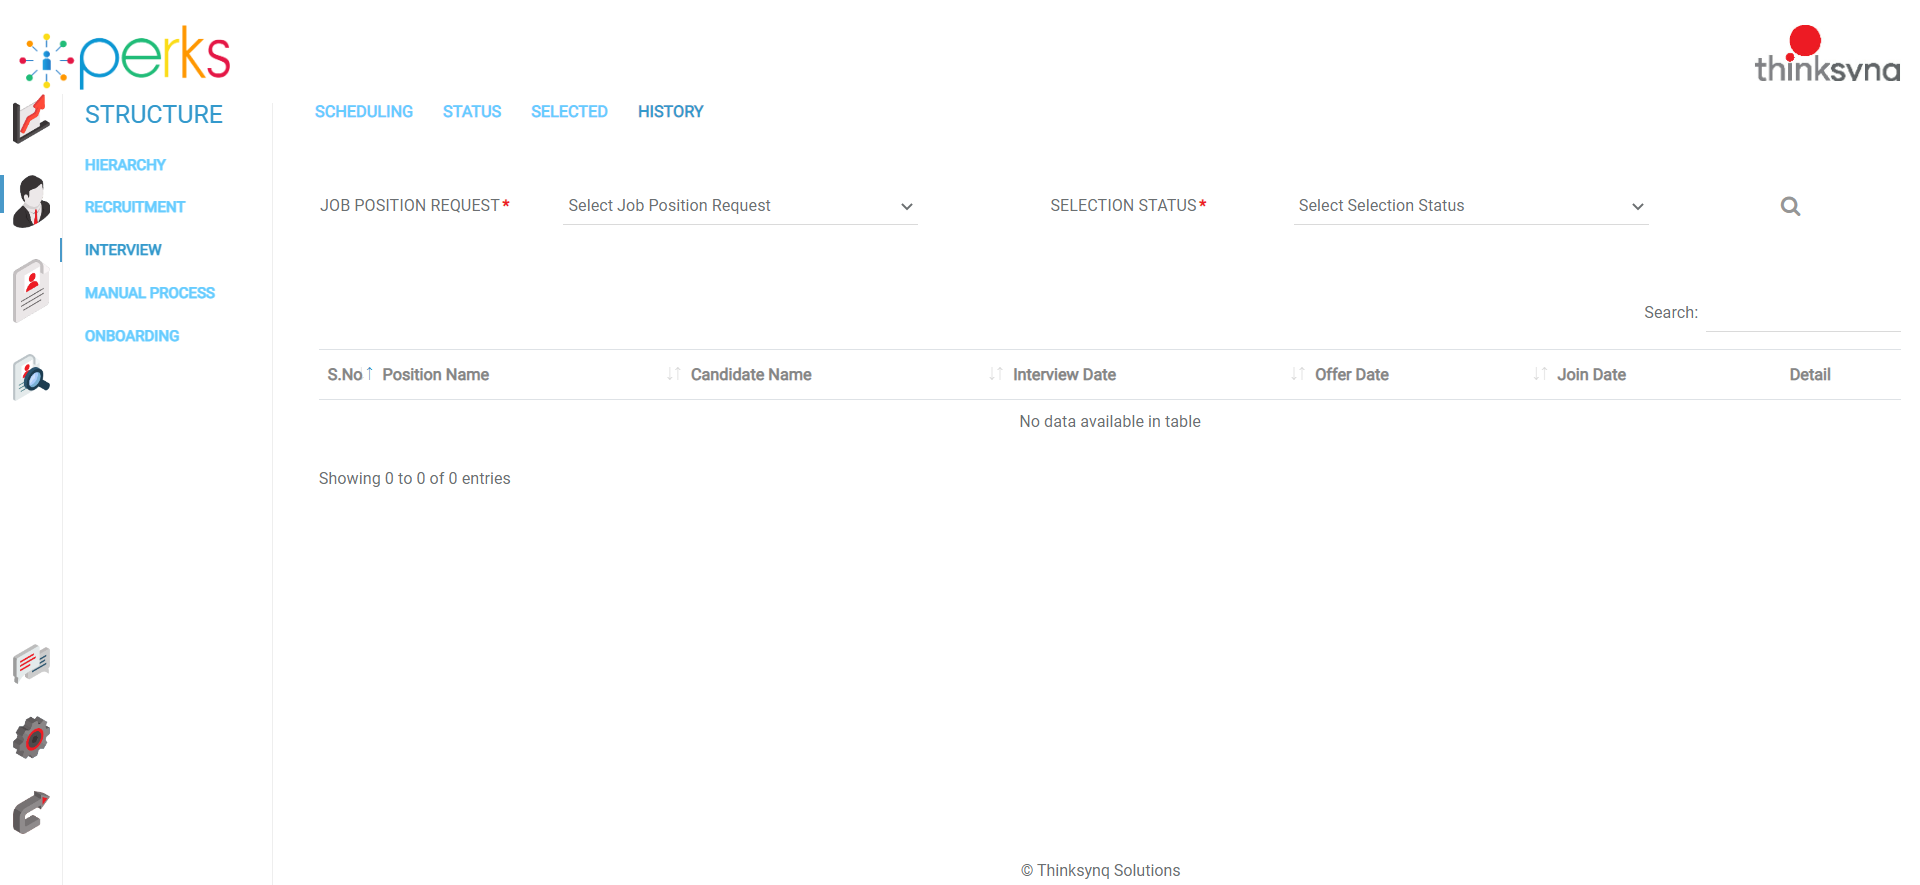 perks
thinksynq
STRUCTURE
SCHEDULING STATUS SELECTED HISTORY
HIERARCHY
RECRUITMENT
INTERVIEW
MANUAL PROCESS
ONBOARDING
JOB POSITION REQUEST* Select Job Position Request SELECTION STATUS* Select Selection Status
Search:
S.No Position Name Candidate Name Interview Date Offer Date Join Date Detail
No data available in table
Showing 0 to 0 of 0 entries
© Thinksynq Solutions